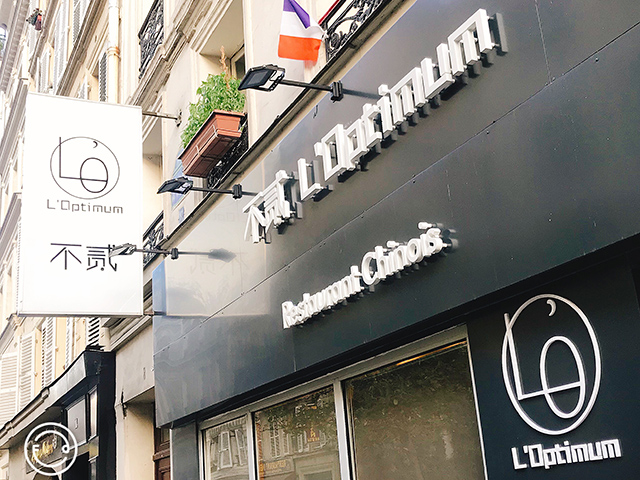 L'O
L'Optimum
不贰
不贰 L'Optimum
Restaurant Chinois
L'O
L'Optimum